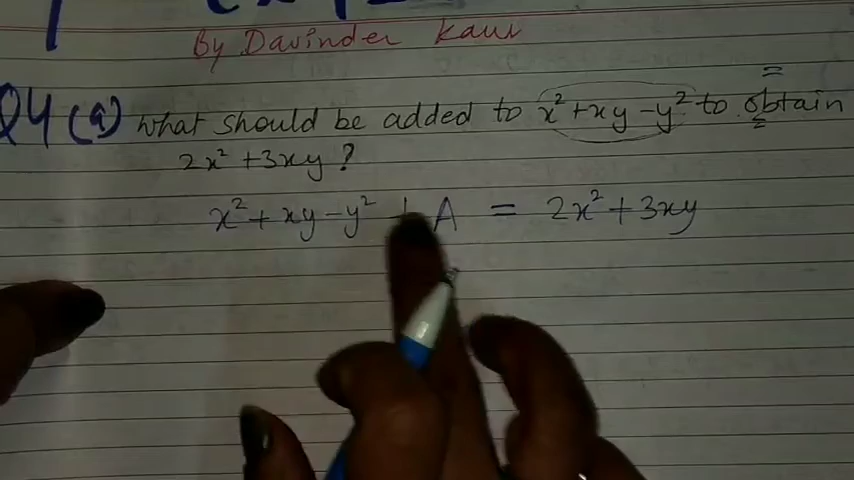 By Davinder Kaur
Q4 (a) what should be added to x²+xy-y² to obtain
2x² +3xy ?
x² + xy - y² + A = 2x² + 3xy